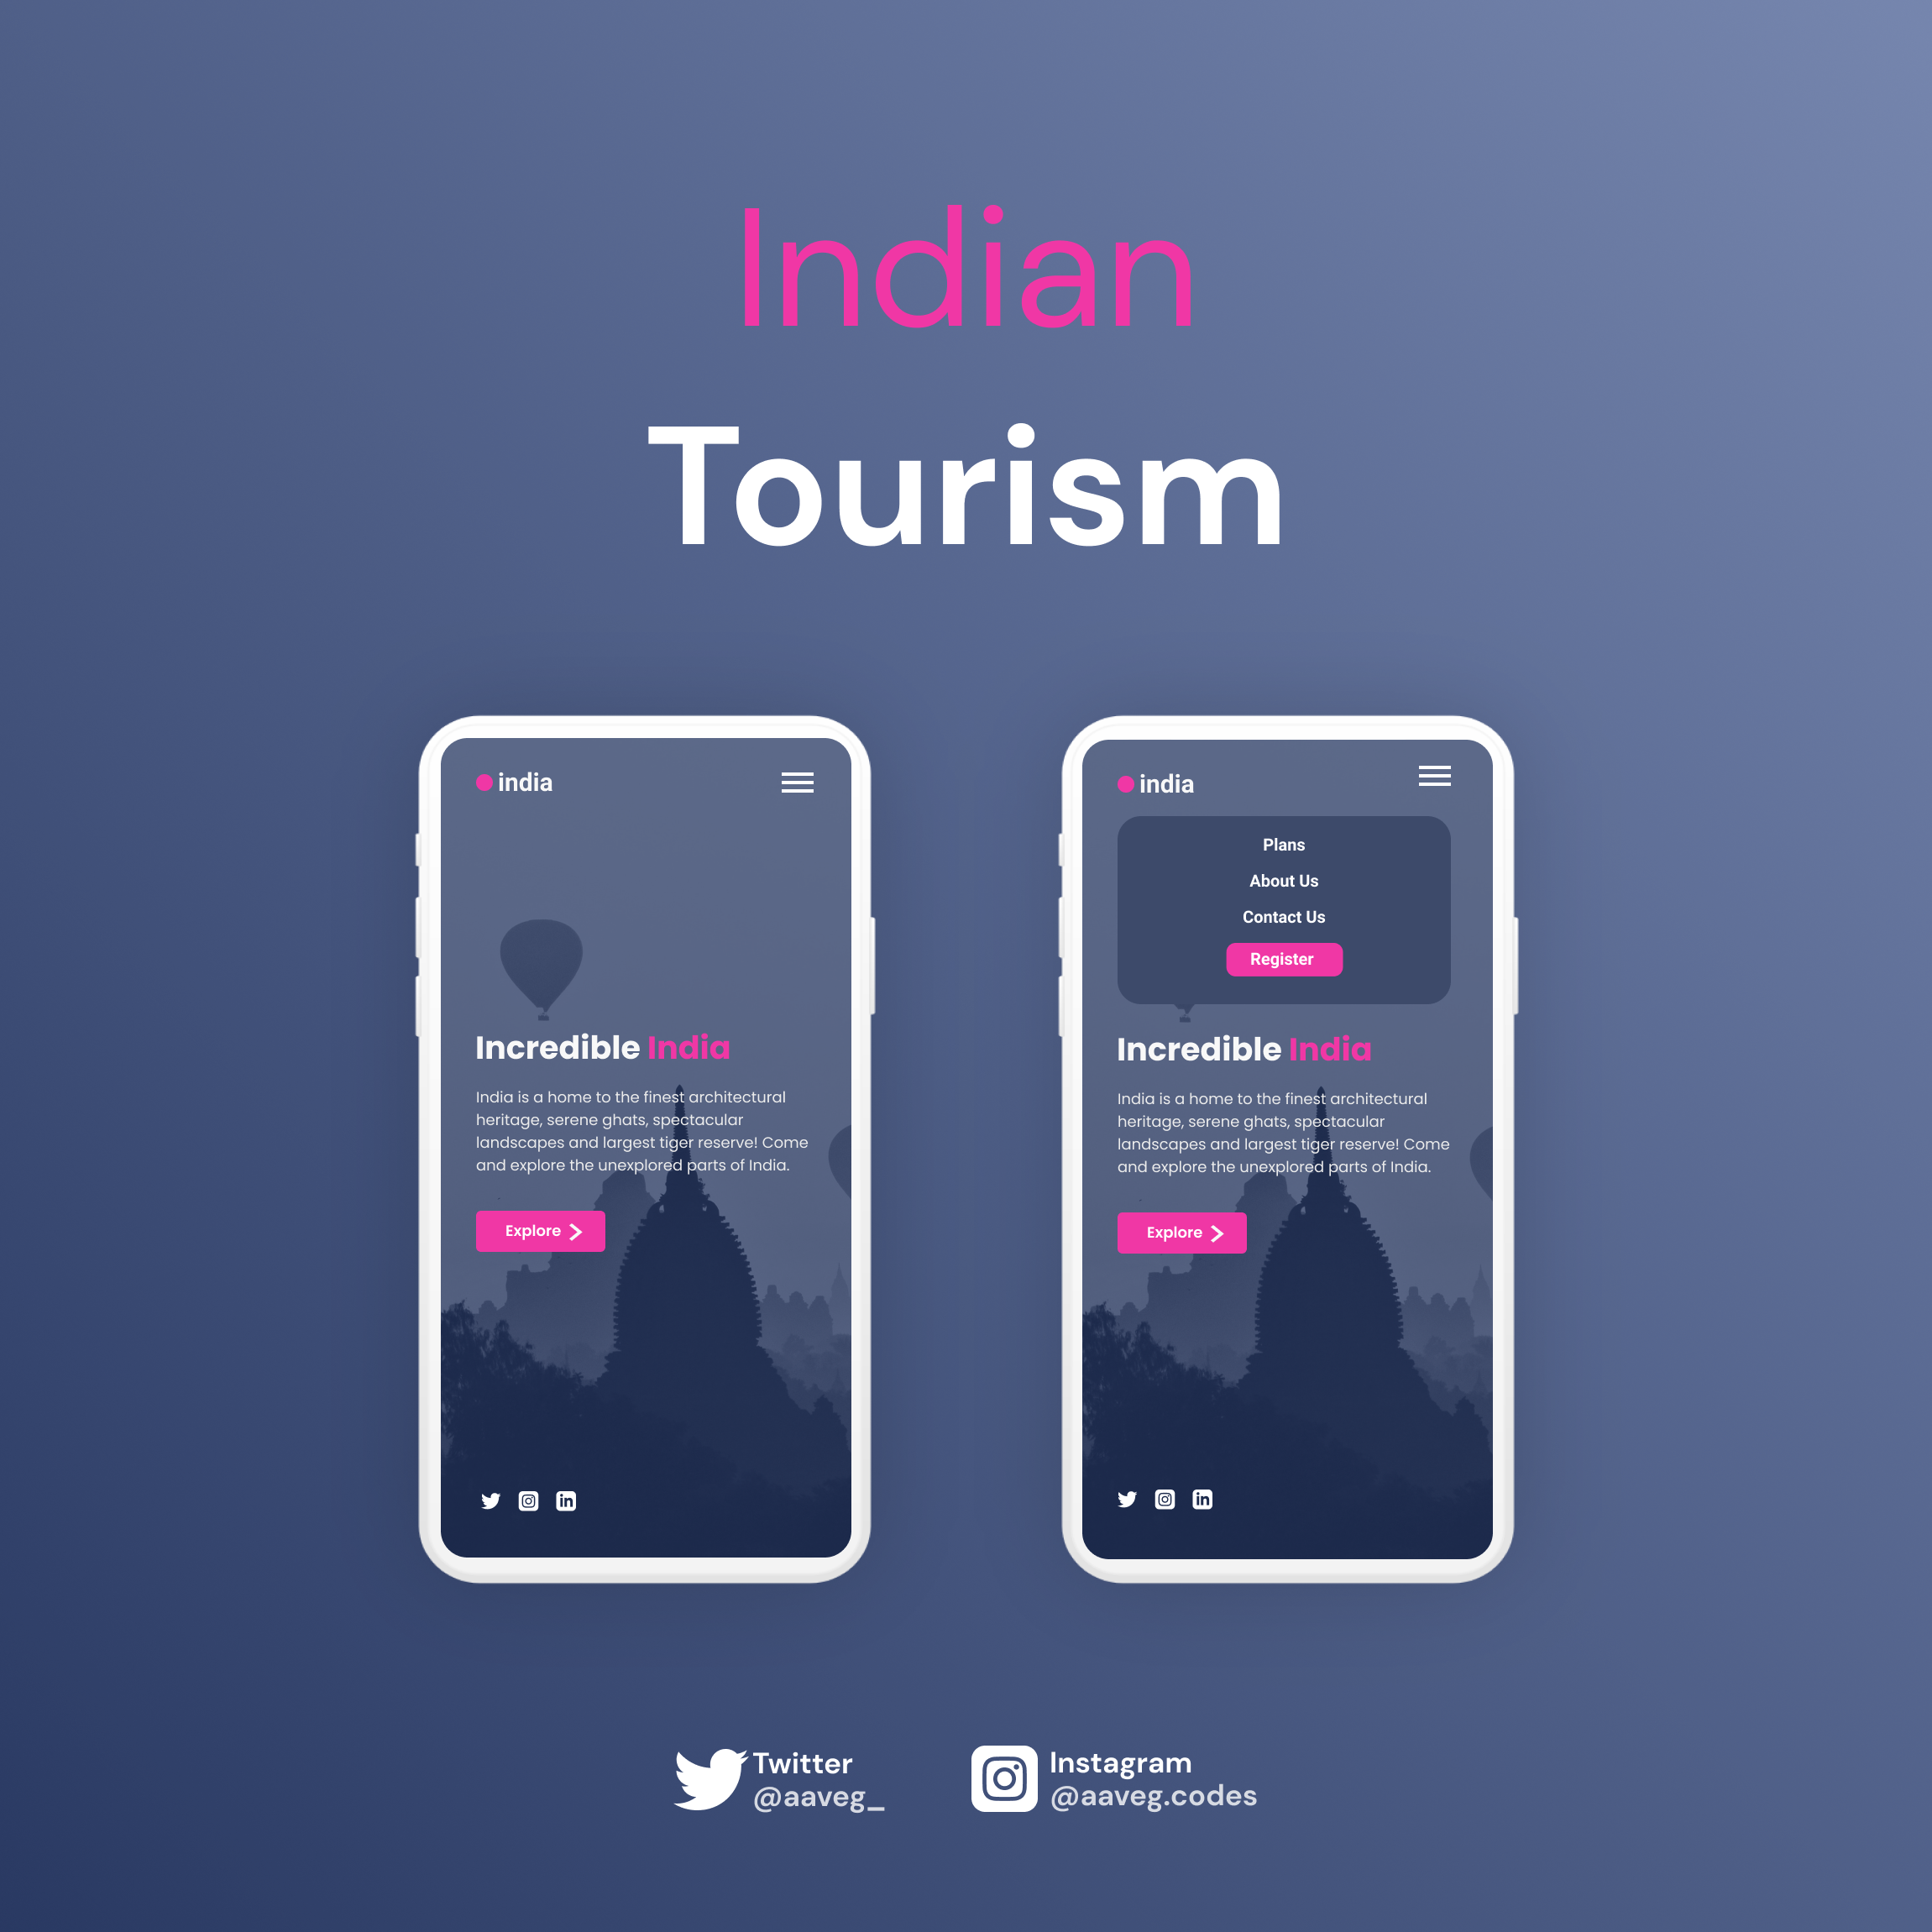 Indian
Tourism
india
Incredible India
India is a home to the finest architectural
heritage, serene ghats, spectacular
landscapes and largest tiger reserve! Come
and explore the unexplored parts of India.
Explore
in
india
Plans
About Us
Contact Us
Register
Incredible India
India is a home to the finest architectural
heritage, serene ghats, spectacular
landscapes and largest tiger reserve! Come
and explore the unexplored parts of India.
Explore
in
Twitter
@aaveg_
Instagram
@aaveg.codes